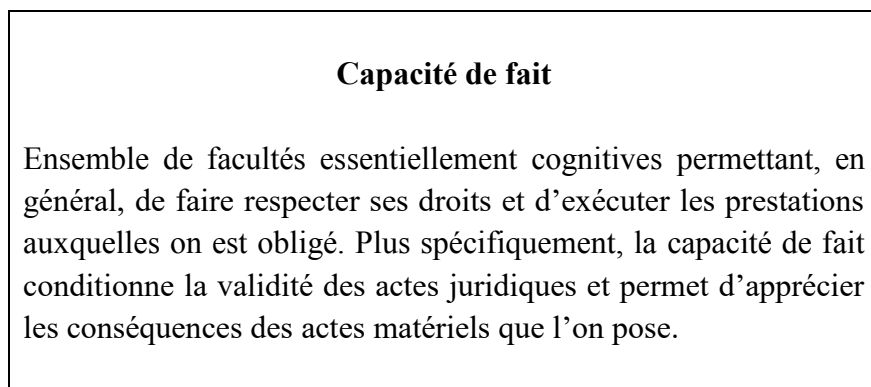 Capacité de fait
Ensemble de facultés essentiellement cognitives permettant, en
général, de faire respecter ses droits et d’exécuter les prestations
auxquelles on est obligé. Plus spécifiquement, la capacité de fait
conditionne la validité des actes juridiques et permet d’apprécier
les conséquences des actes matériels que l’on pose.